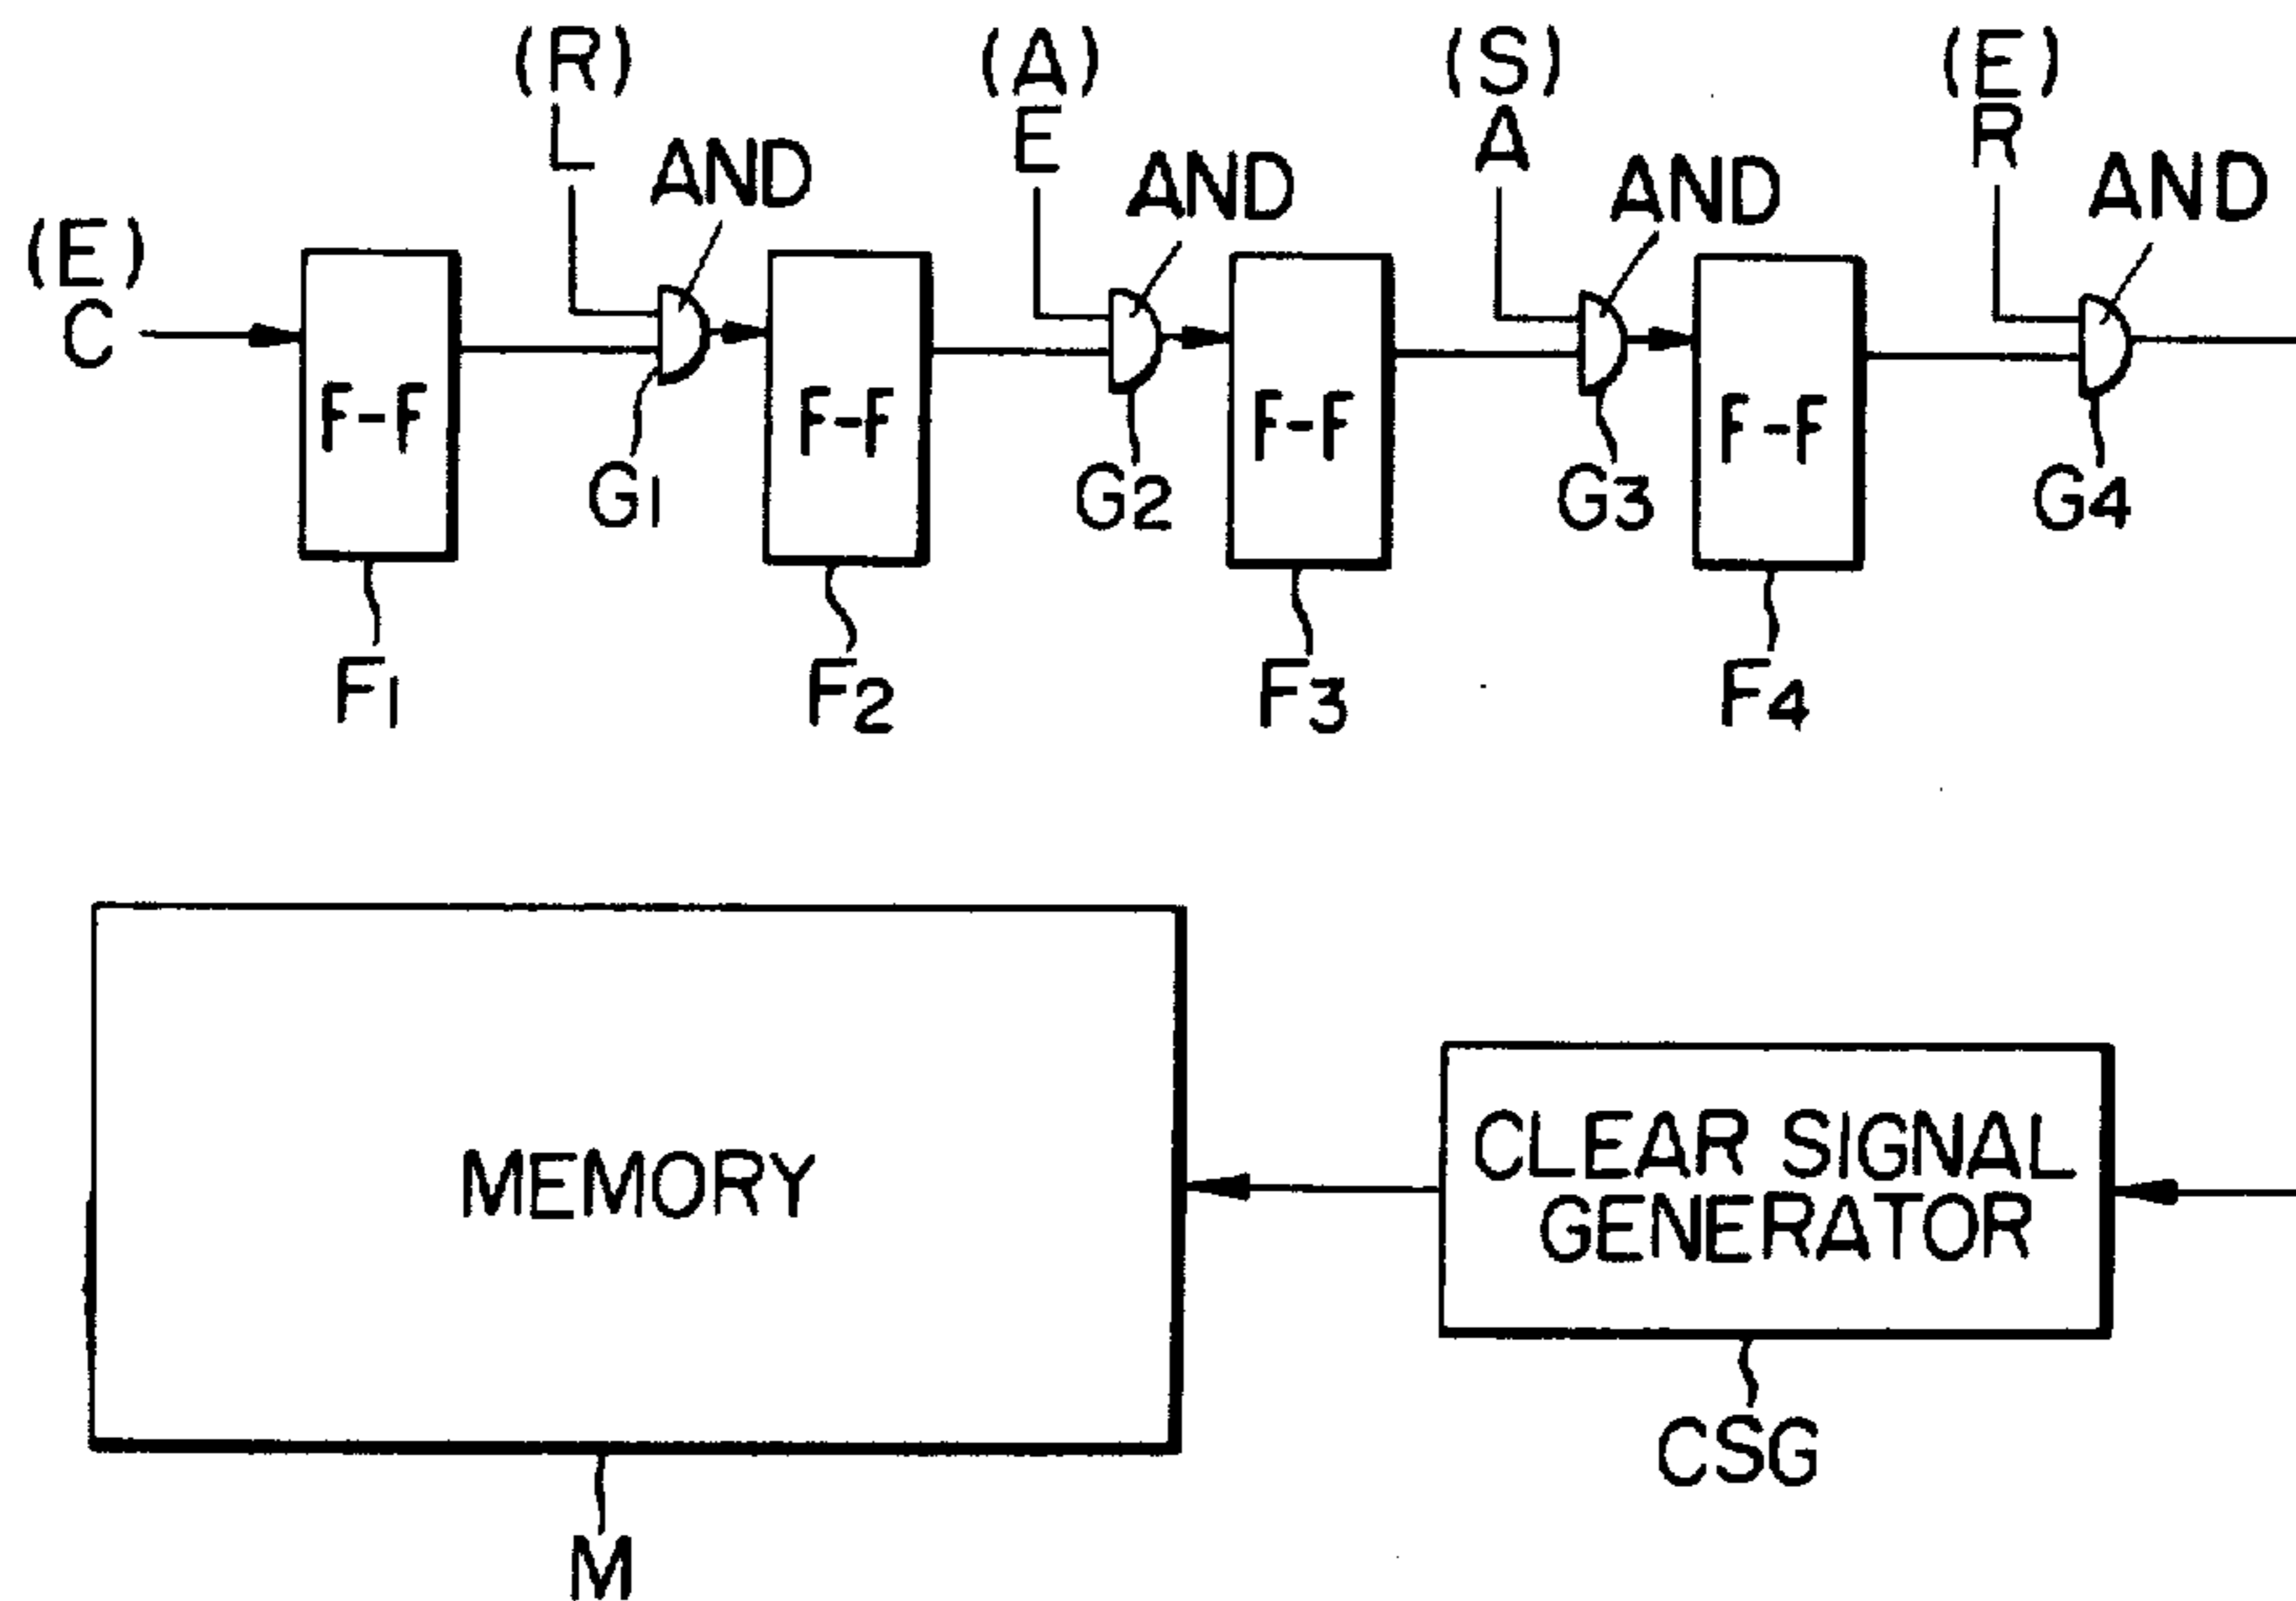 (R) (A) (S) (E)
L E A R
AND AND AND AND
(E)
C
F-F F-F F-F F-F
G1 G2 G3 G4
F1 F2 F3 F4
CLEAR SIGNAL
GENERATOR
MEMORY
CSG
M